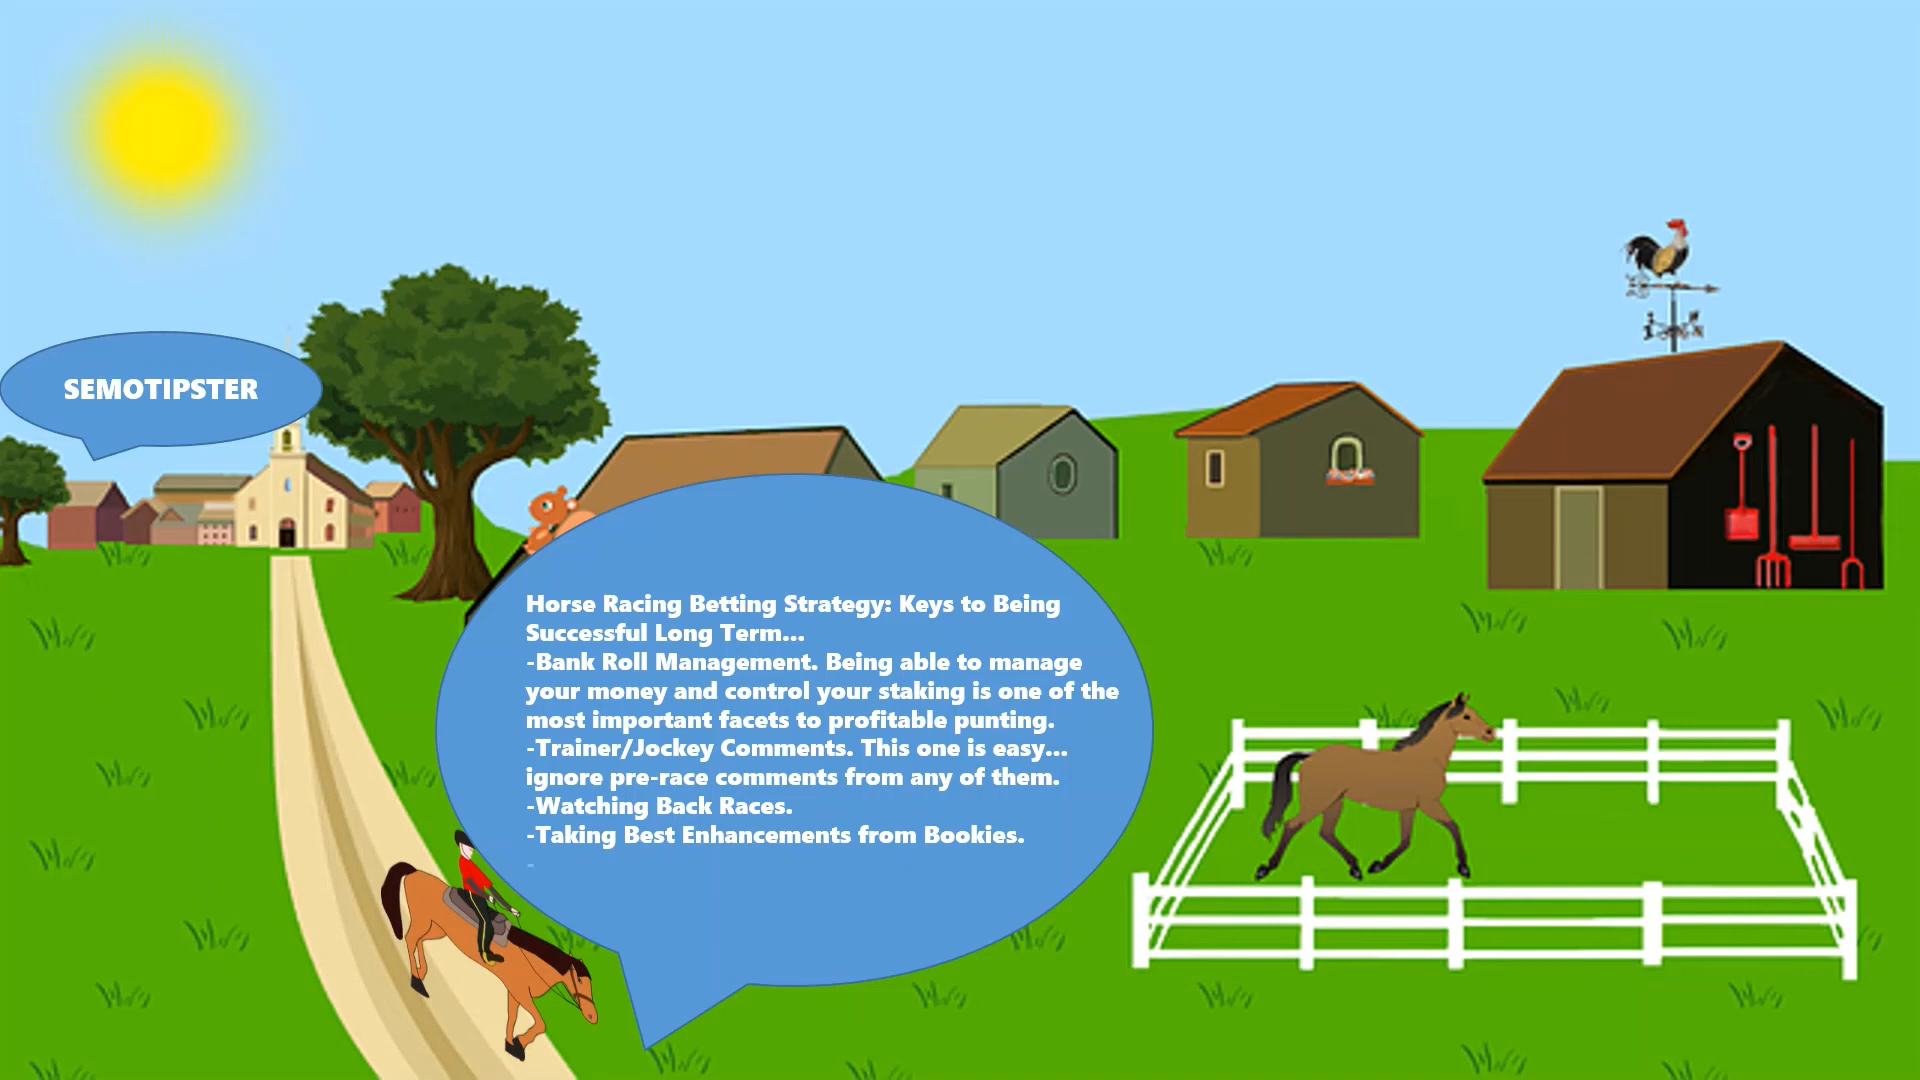 SEMOTIPSTER
Horse Racing Betting Strategy: Keys to Being
Successful Long Term...
-Bank Roll Management. Being able to manage
your money and control your staking is one of the
most important facets to profitable punting.
-Trainer/Jockey Comments. This one is easy...
ignore pre-race comments from any of them.
-Watching Back Races.
-Taking Best Enhancements from Bookies.
-